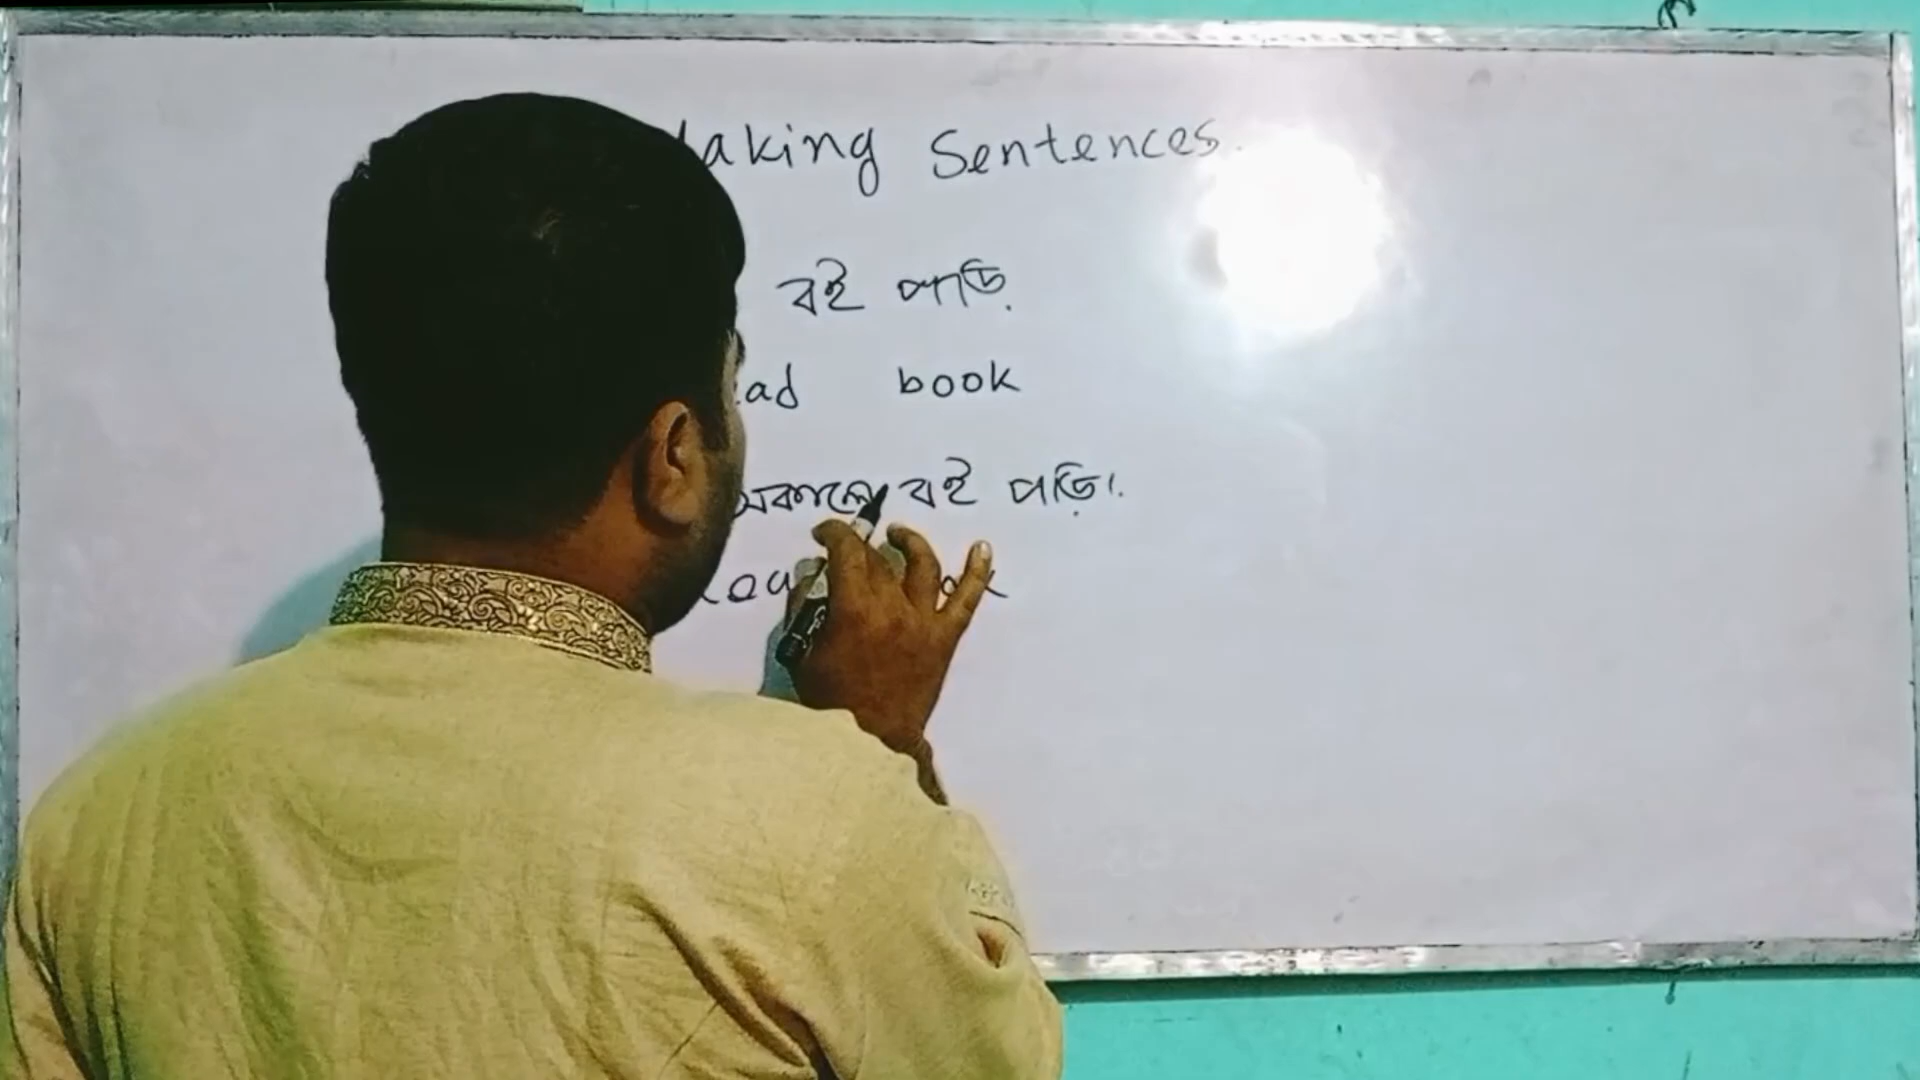 aking Sentences.
বই পড়ি
ad book
সকালে বই পড়ি।